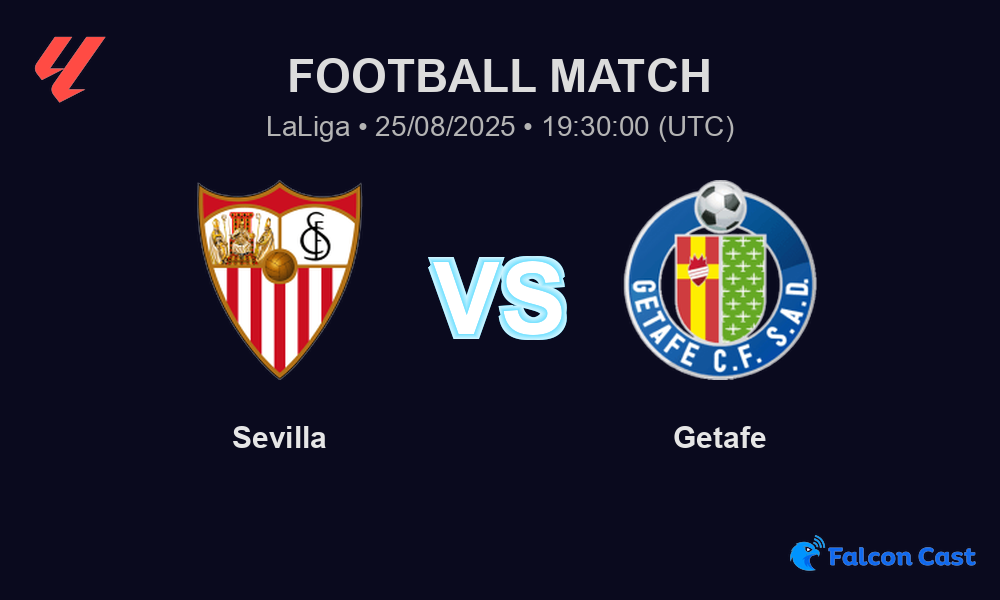 FOOTBALL MATCH
LaLiga • 25/08/2025 • 19:30:00 (UTC)
VS
GETAFE C.F. S.A.D.
Sevilla
Getafe
Falcon Cast